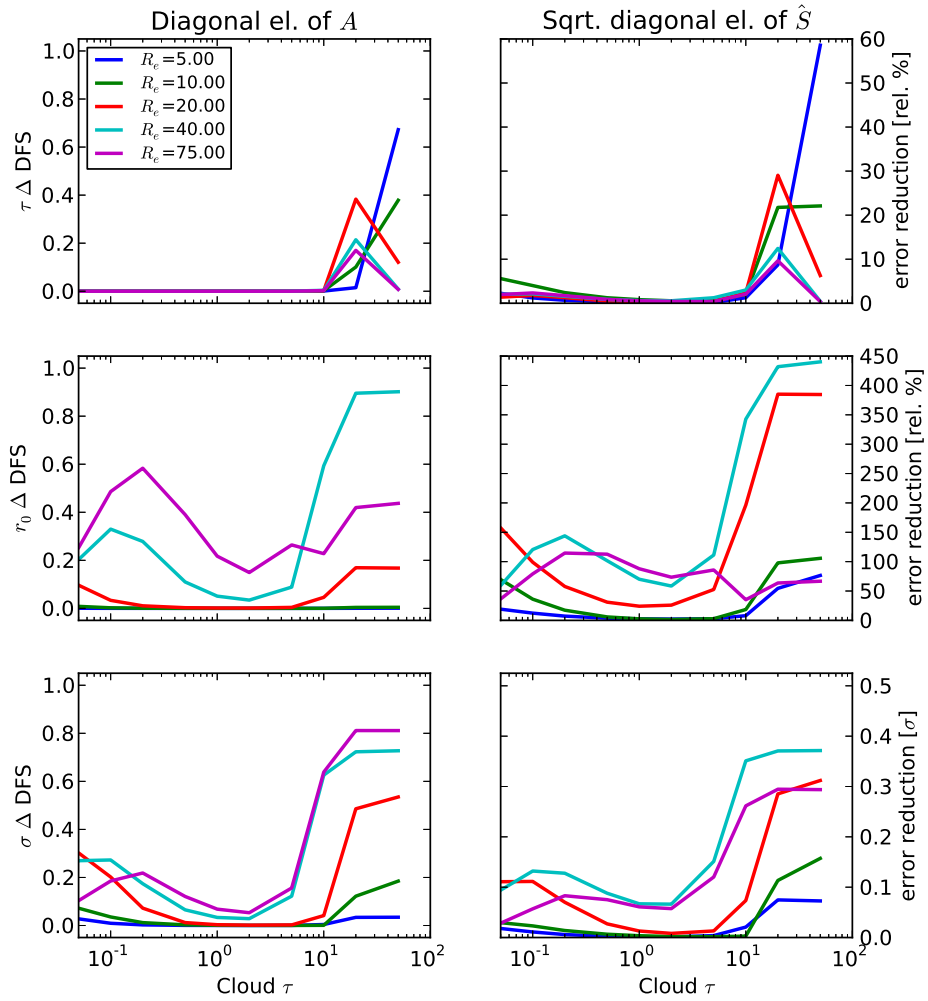 Diagonal el. of A
Sqrt. diagonal el. of Ŝ
τ Δ DFS
1.0
0.8
0.6
0.4
0.2
0.0
R_e=5.00
R_e=10.00
R_e=20.00
R_e=40.00
R_e=75.00
60
50
40
30
20
10
0
error reduction [rel. %]
r_0 Δ DFS
1.0
0.8
0.6
0.4
0.2
0.0
450
400
350
300
250
200
150
100
50
0
error reduction [rel. %]
σ Δ DFS
1.0
0.8
0.6
0.4
0.2
0.0
0.5
0.4
0.3
0.2
0.1
0.0
error reduction [σ]
10^-1 10^0 10^1 10^2
10^-1 10^0 10^1 10^2
Cloud τ
Cloud τ